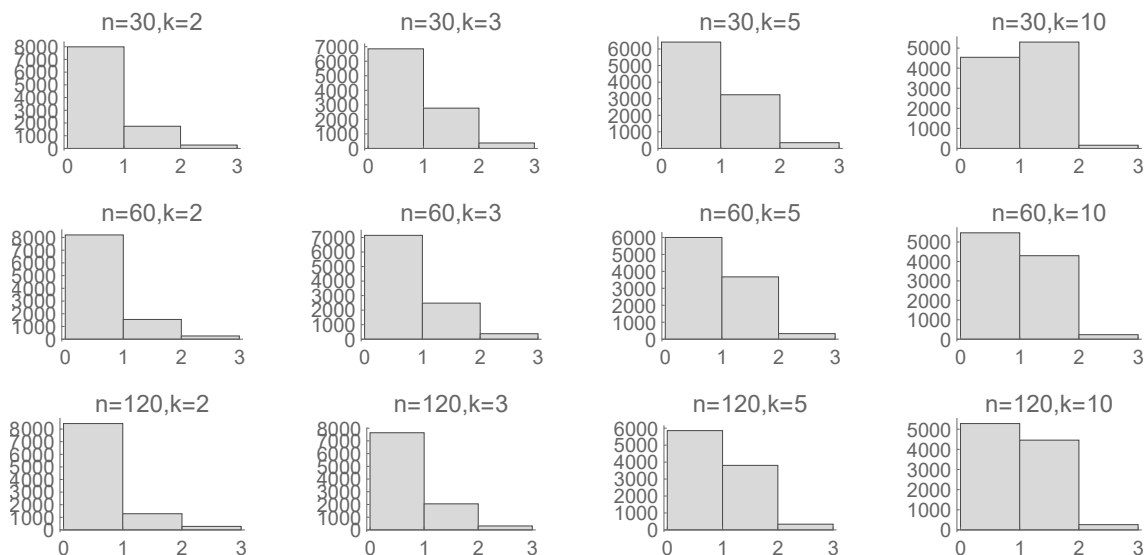 n=30,k=2 n=30,k=3 n=30,k=5 n=30,k=10
8000 7000 6000 5000
7000 6000 5000 4000
6000 5000 4000 3000
5000 4000 3000 2000
4000 3000 2000 1000
3000 2000 1000 0
2000 1000 0
1000 0
0
0 1 2 3 0 1 2 3 0 1 2 3 0 1 2 3
n=60,k=2 n=60,k=3 n=60,k=5 n=60,k=10
8000 7000 6000 5000
7000 6000 5000 4000
6000 5000 4000 3000
5000 4000 3000 2000
4000 3000 2000 1000
3000 2000 1000 0
2000 1000 0
1000 0
0
0 1 2 3 0 1 2 3 0 1 2 3 0 1 2 3
n=120,k=2 n=120,k=3 n=120,k=5 n=120,k=10
8000 8000 6000 5000
7000 7000 5000 4000
6000 6000 4000 3000
5000 5000 3000 2000
4000 4000 2000 1000
3000 3000 1000 0
2000 2000 0
1000 1000
0 0
0 1 2 3 0 1 2 3 0 1 2 3 0 1 2 3